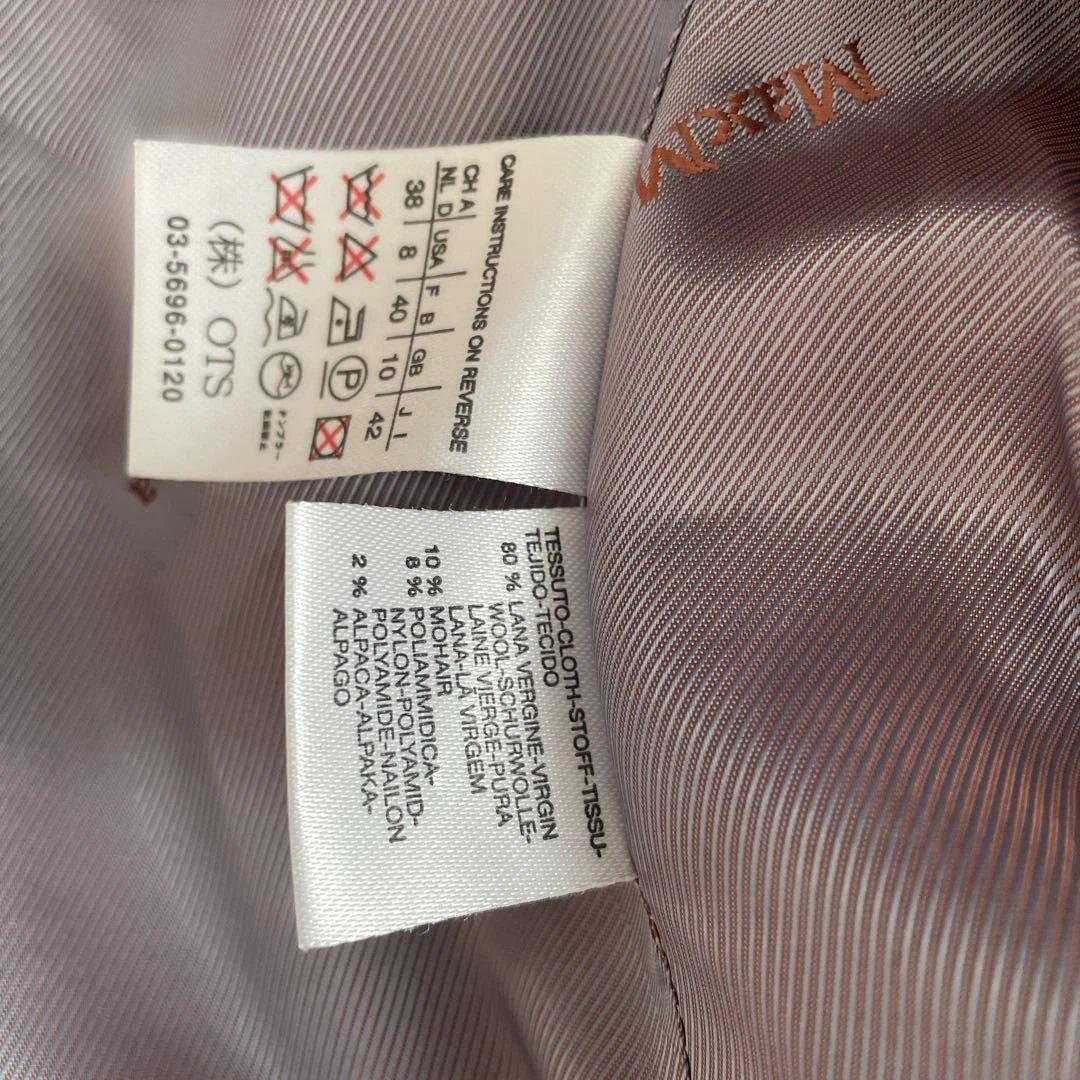 MaxM
CARE INSTRUCTIONS ON REVERSE
CH A
NL D USA F B GB J I
38 8 40 10 42
P
(株) OTS
03-5696-0120
TESSUTO-CLOTH-STOFF-TISSU-
TEJIDO-TECIDO
80 % LANA VERGINE-VIRGIN
WOOL-SCHURWOLLE-
LAINE VIERGE-PURA
LANA-LÃ VIRGEM
10 % MOHAIR
8 % POLIAMMIDICA-
NYLON-POLYAMID-
POLYAMIDE-NAILON
2 % ALPACA-ALPAKA-
ALPAGO